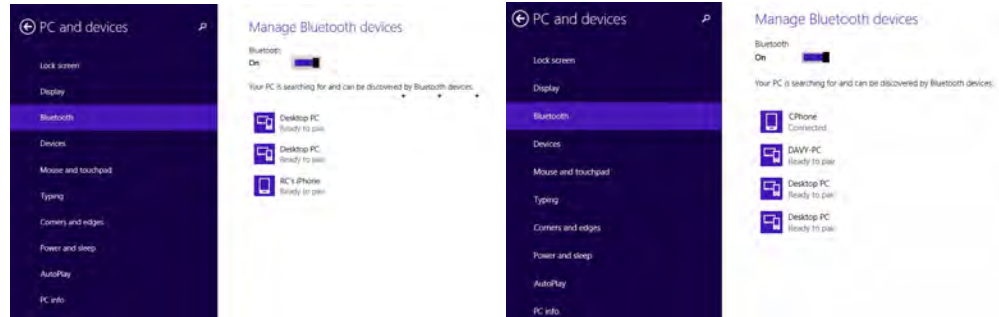 PC and devices
Lock screen
Display
Bluetooth
Devices
Mouse and touchpad
Typing
Corners and edges
Power and sleep
AutoPlay
PC info
Manage Bluetooth devices
Bluetooth
On
Your PC is searching for and can be discovered by Bluetooth devices.
Desktop PC
Ready to pair
Desktop PC
Ready to pair
RC's iPhone
Ready to pair
PC and devices
Lock screen
Display
Bluetooth
Devices
Mouse and touchpad
Typing
Corners and edges
Power and sleep
AutoPlay
PC info
Manage Bluetooth devices
Bluetooth
On
Your PC is searching for and can be discovered by Bluetooth devices.
CPhone
Connected
DAVY-PC
Ready to pair
Desktop PC
Ready to pair
Desktop PC
Ready to pair